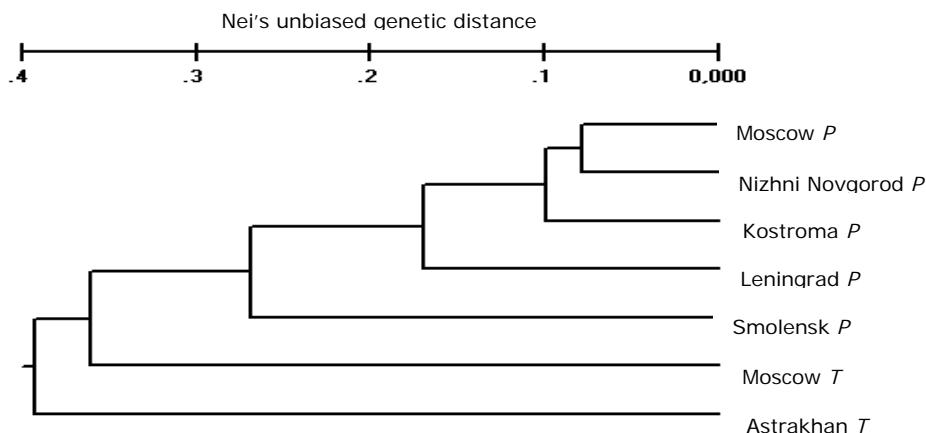 Nei's unbiased genetic distance
.4 .3 .2 .1 0,000
Moscow P
Nizhni Novgorod P
Kostroma P
Leningrad P
Smolensk P
Moscow T
Astrakhan T